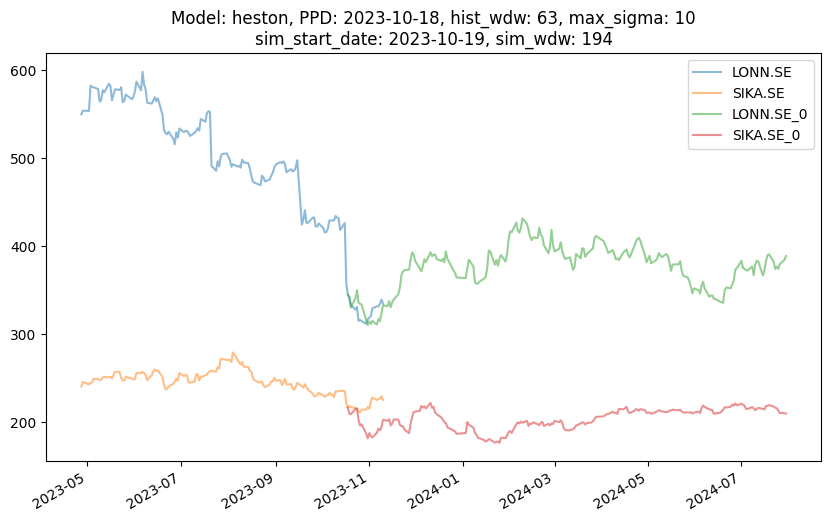 Model: heston, PPD: 2023-10-18, hist_wdw: 63, max_sigma: 10
sim_start_date: 2023-10-19, sim_wdw: 194
LONN.SE
SIKA.SE
LONN.SE_0
SIKA.SE_0
600
500
400
300
200
2023-05
2023-07
2023-09
2023-11
2024-01
2024-03
2024-05
2024-07